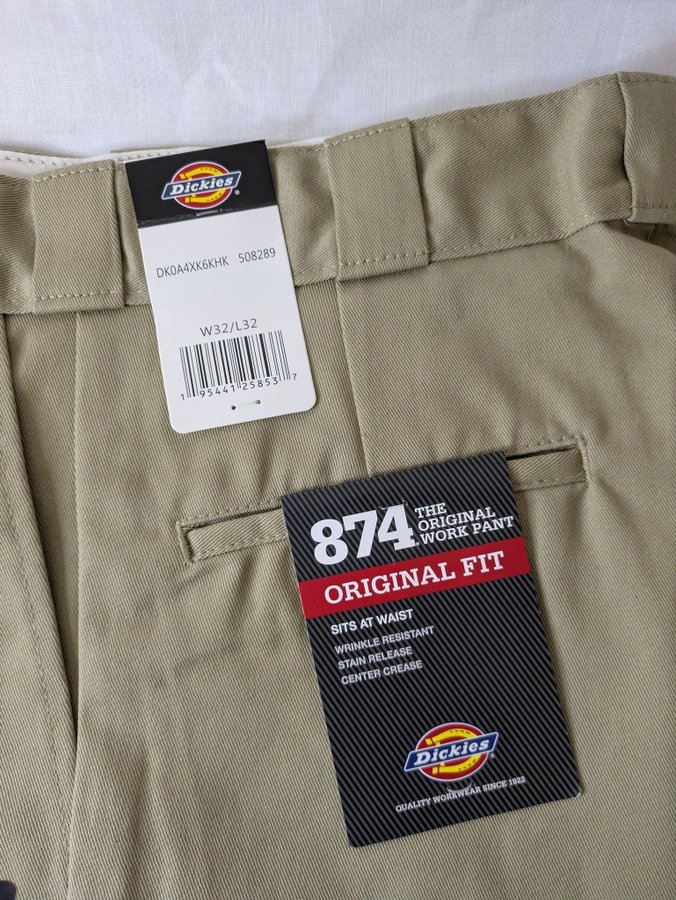 Dickies
DK0A4XK6KHK 508289
W32/L32
1 95441 25853 7
874 THE
ORIGINAL
WORK PANT
ORIGINAL FIT
SITS AT WAIST
WRINKLE RESISTANT
STAIN RELEASE
CENTER CREASE
Dickies
QUALITY WORKWEAR SINCE 1922